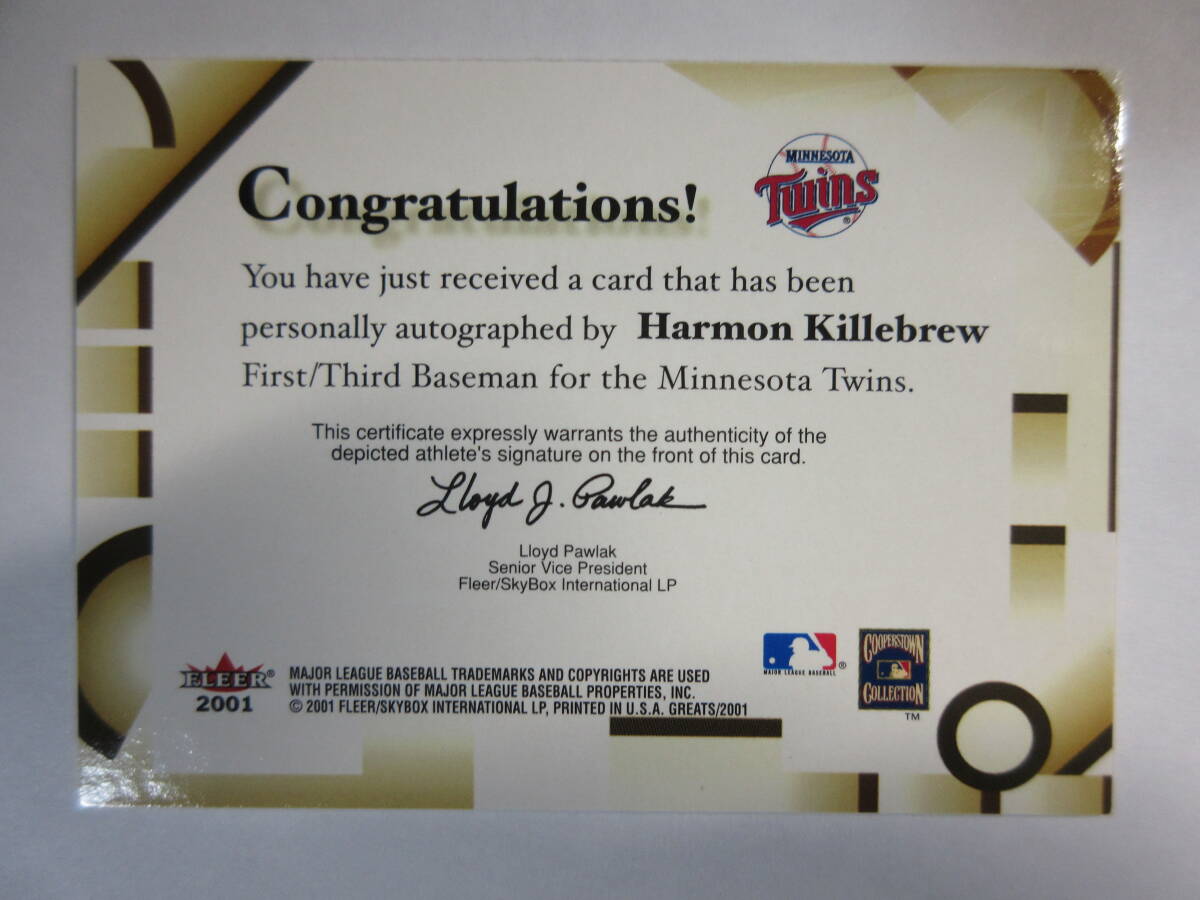 Congratulations!
MINNESOTA
Twins
®
You have just received a card that has been
personally autographed by Harmon Killebrew
First/Third Baseman for the Minnesota Twins.
This certificate expressly warrants the authenticity of the
depicted athlete's signature on the front of this card.
Lloyd J. Pawlak
Lloyd Pawlak
Senior Vice President
Fleer/SkyBox International LP
FLEER®
2001
MAJOR LEAGUE BASEBALL TRADEMARKS AND COPYRIGHTS ARE USED
WITH PERMISSION OF MAJOR LEAGUE BASEBALL PROPERTIES, INC.
© 2001 FLEER/SKYBOX INTERNATIONAL LP, PRINTED IN U.S.A. GREATS/2001
®
MAJOR LEAGUE BASEBALL
COOPERSTOWN
COLLECTION
TM